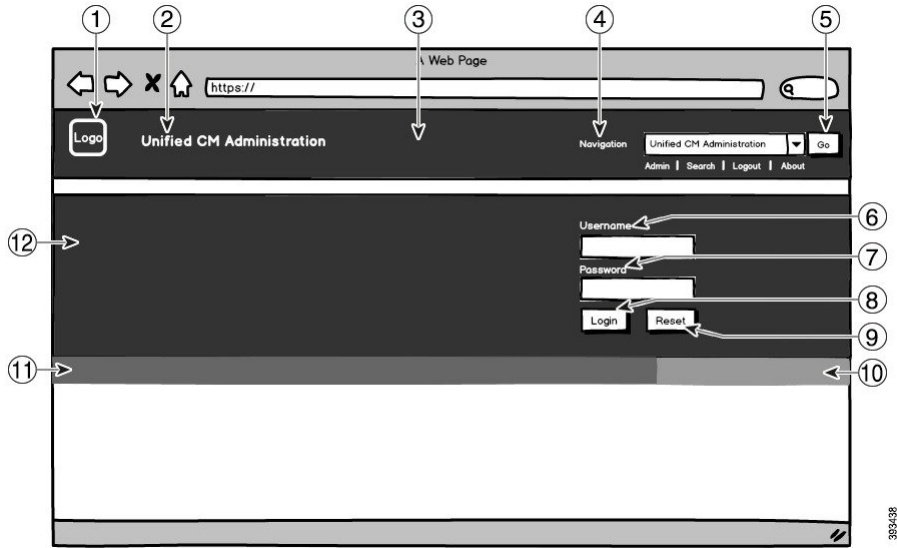 1 2 3 4 5
A Web Page
https://
Logo
Unified CM Administration
Navigation
Unified CM Administration
Go
Admin | Search | Logout | About
Username
6
12
Password
7
8
Login Reset
9
11
10
393438